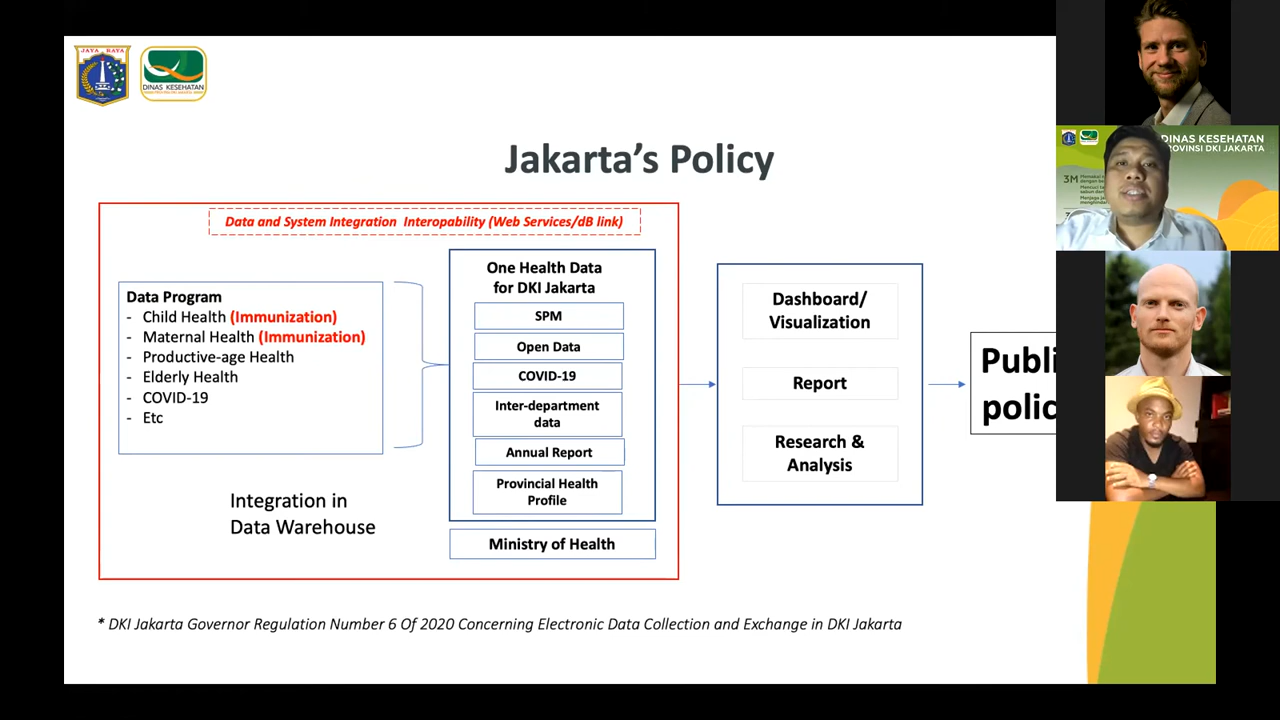 JAYA RAYA
DINAS KESEHATAN
Jakarta's Policy
Data and System Integration Interopability (Web Services/dB link)
Data Program
- Child Health (Immunization)
- Maternal Health (Immunization)
- Productive-age Health
- Elderly Health
- COVID-19
- Etc
Integration in
Data Warehouse
One Health Data
for DKI Jakarta
SPM
Open Data
COVID-19
Inter-department
data
Annual Report
Provincial Health
Profile
Ministry of Health
Dashboard/
Visualization
Report
Research &
Analysis
Publi
polic
* DKI Jakarta Governor Regulation Number 6 Of 2020 Concerning Electronic Data Collection and Exchange in DKI Jakarta
DINAS KESEHATAN
ROVINSI DKI JAKARTA
3M